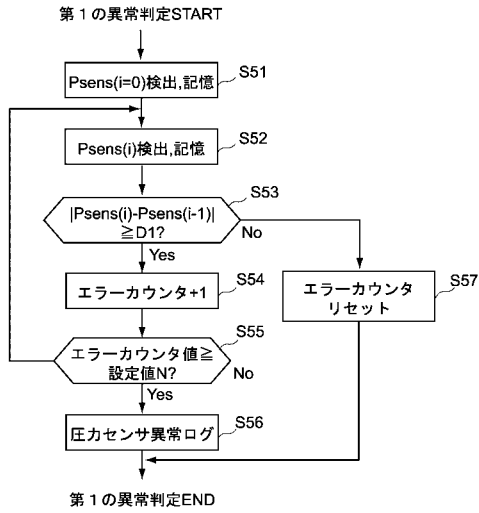 第1の異常判定START
Psens(i=0)検出,記憶
S51
Psens(i)検出,記憶
S52
|Psens(i)-Psens(i-1)|
≧D1?
S53
No
Yes
エラーカウンタ+1
S54
エラーカウンタ
リセット
S57
エラーカウンタ値≧
設定値N?
S55
No
Yes
圧力センサ異常ログ
S56
第1の異常判定END